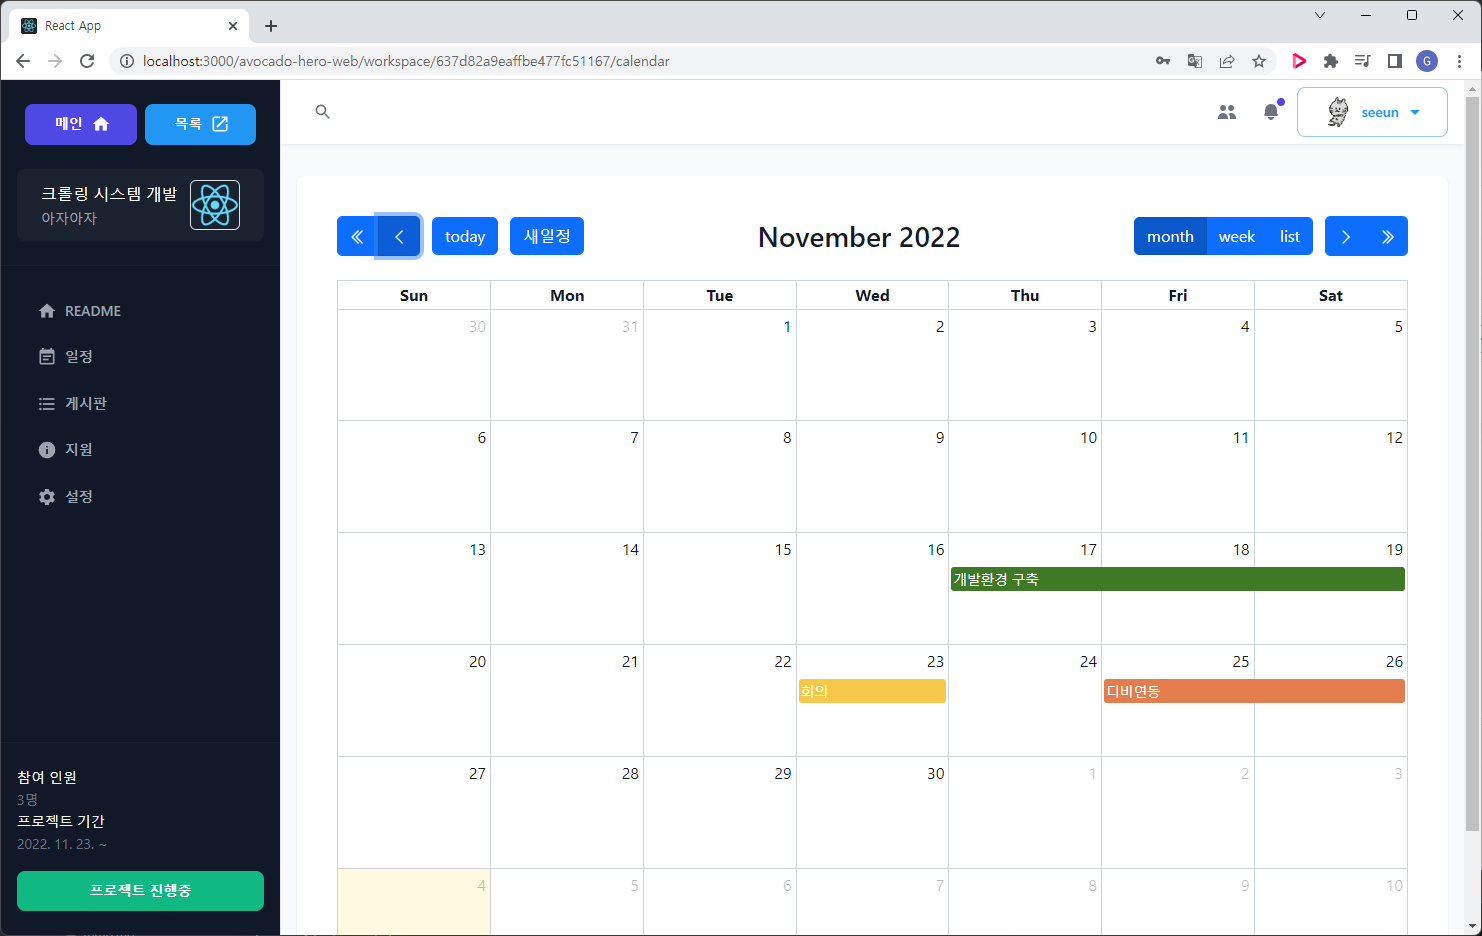 React App
localhost:3000/avocado-hero-web/workspace/637d82a9eaffbe477fc51167/calendar
G
메인
목록
크롤링 시스템 개발
아자아자
README
일정
게시판
지원
설정
참여 인원
3명
프로젝트 기간
2022. 11. 23. ~
프로젝트 진행중
seeun
today
새일정
November 2022
month
week
list
Sun Mon Tue Wed Thu Fri Sat
30 31 1 2 3 4 5
6 7 8 9 10 11 12
13 14 15 16 17 18 19
개발환경 구축
20 21 22 23 24 25 26
회의 디비연동
27 28 29 30 1 2 3
4 5 6 7 8 9 10